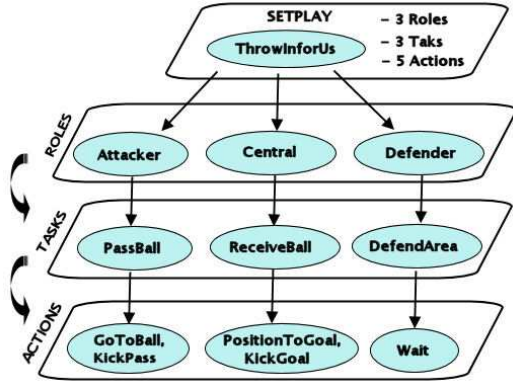 SETPLAY
– 3 Roles
– 3 Taks
– 5 Actions
ThrowInforUs
ROLES
Attacker
Central
Defender
TASKS
PassBall
ReceiveBall
DefendArea
ACTIONS
GoToBall,
KickPass
PositionToGoal,
KickGoal
Wait